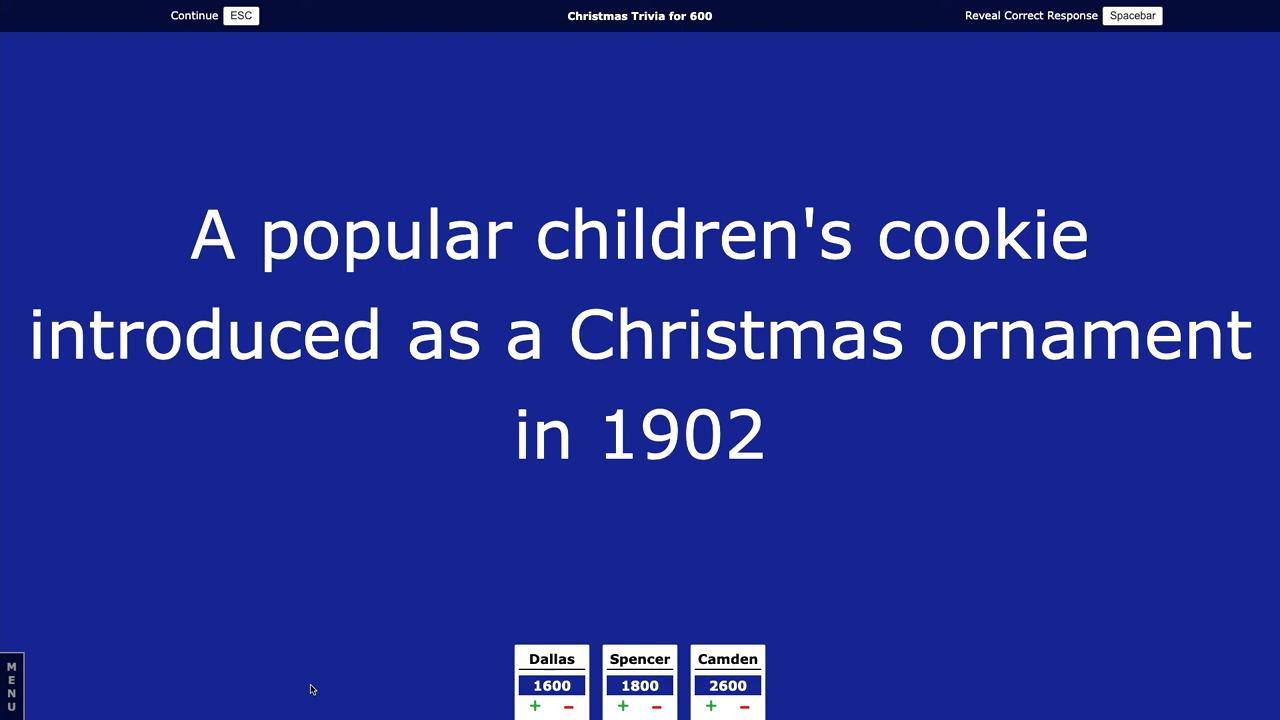 Continue ESC Christmas Trivia for 600 Reveal Correct Response Spacebar
A popular children's cookie
introduced as a Christmas ornament
in 1902
Dallas Spencer Camden
1600 1800 2600
+ − + − + −
MENU